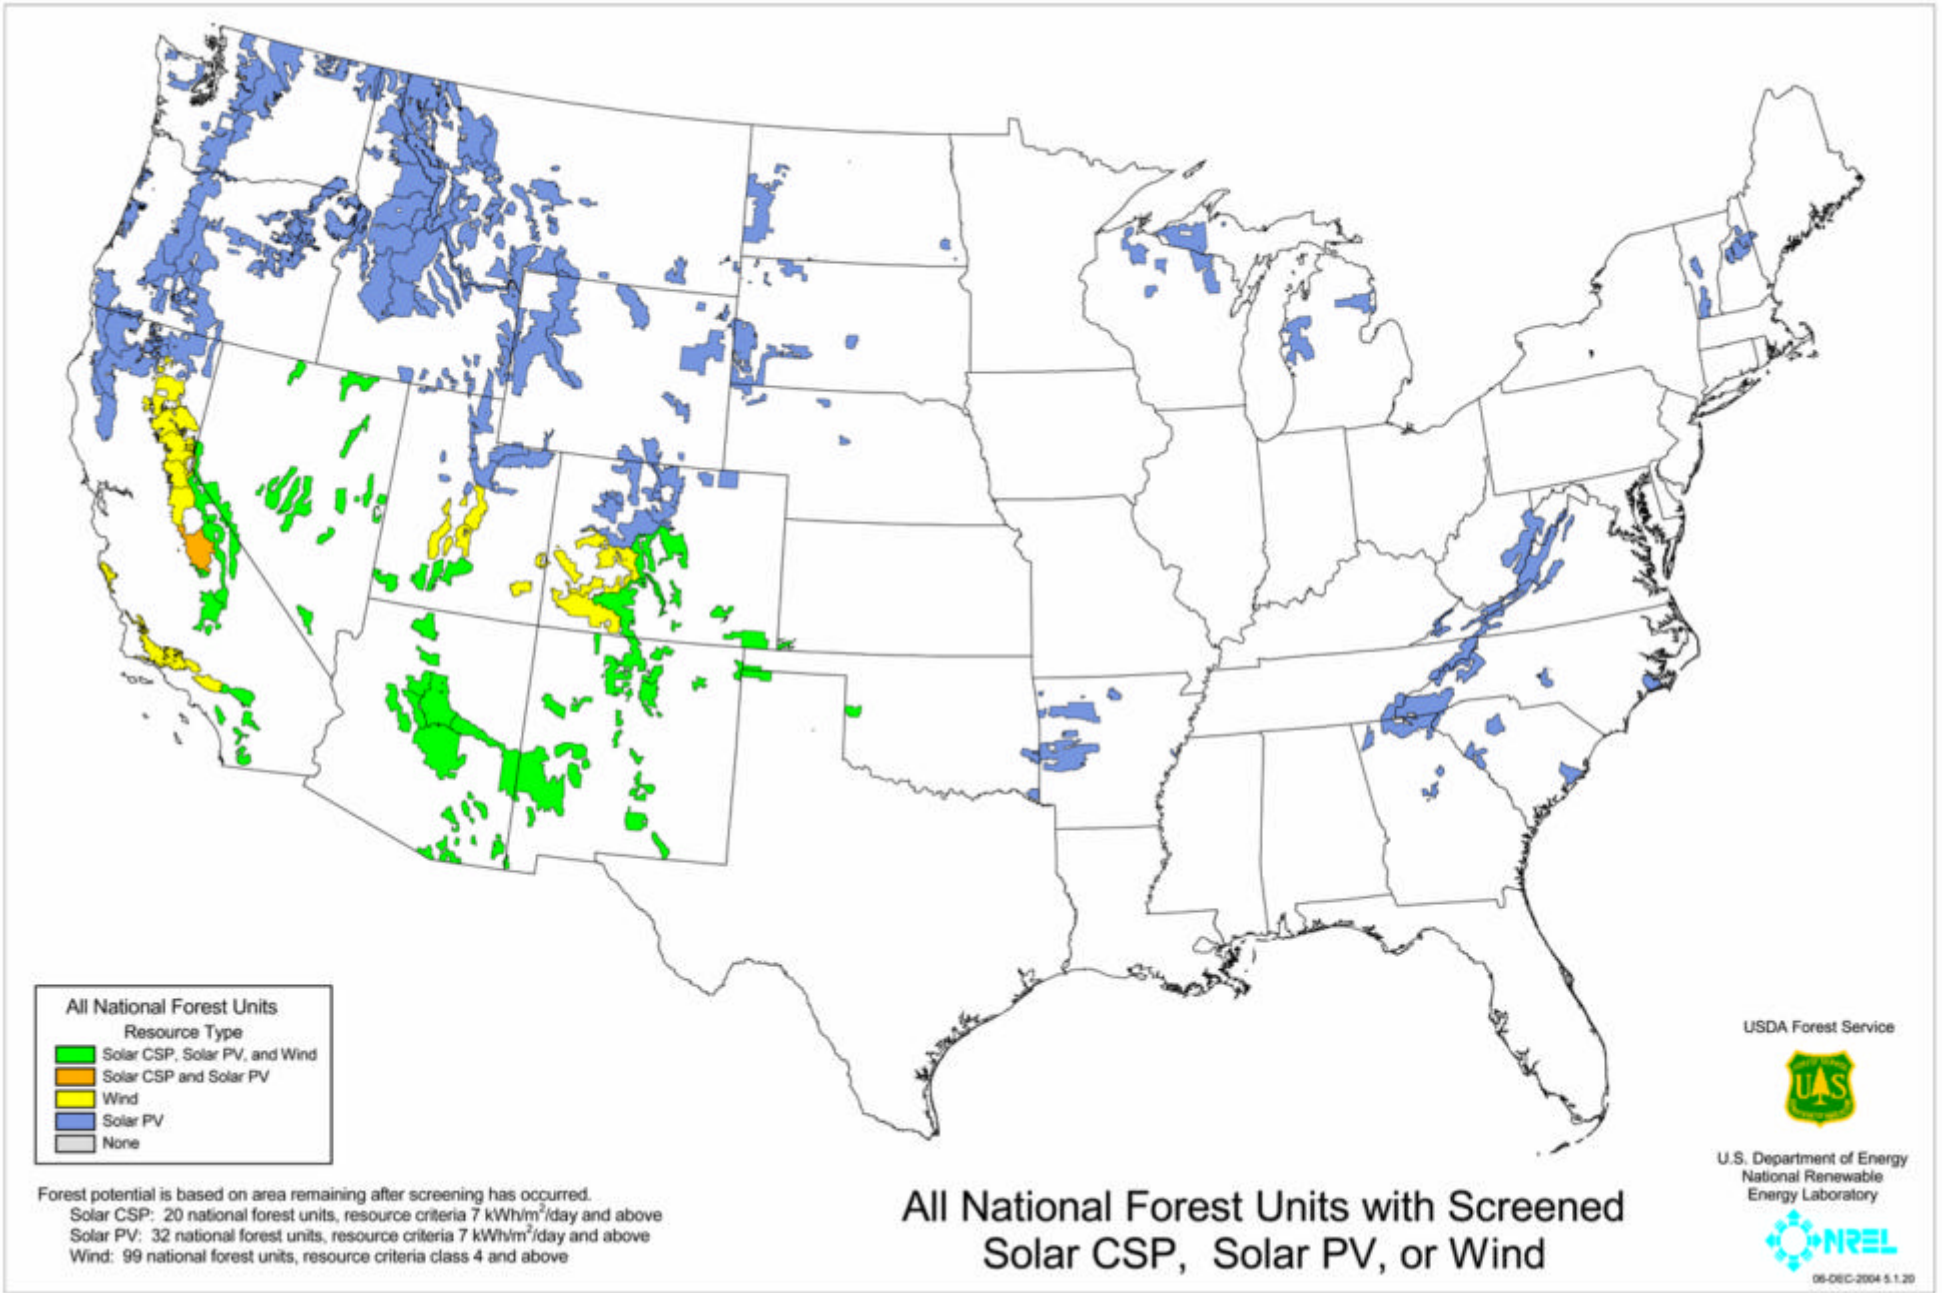 All National Forest Units
Resource Type
Solar CSP, Solar PV, and Wind
Solar CSP and Solar PV
Wind
Solar PV
None
Forest potential is based on area remaining after screening has occurred.
Solar CSP: 20 national forest units, resource criteria 7 kWh/m²/day and above
Solar PV: 32 national forest units, resource criteria 7 kWh/m²/day and above
Wind: 99 national forest units, resource criteria class 4 and above
All National Forest Units with Screened
Solar CSP, Solar PV, or Wind
USDA Forest Service
UAS
U.S. Department of Energy
National Renewable
Energy Laboratory
NREL
06-DEC-2004 5.1.20